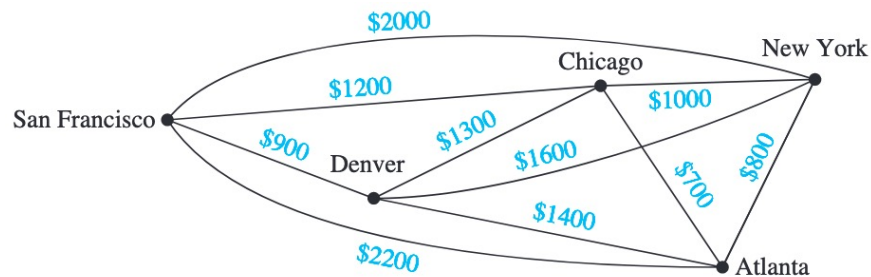 $2000
New York
Chicago
$1200
$1000
San Francisco
$900
$1300
Denver
$1600
$800
$700
$1400
$2200
Atlanta